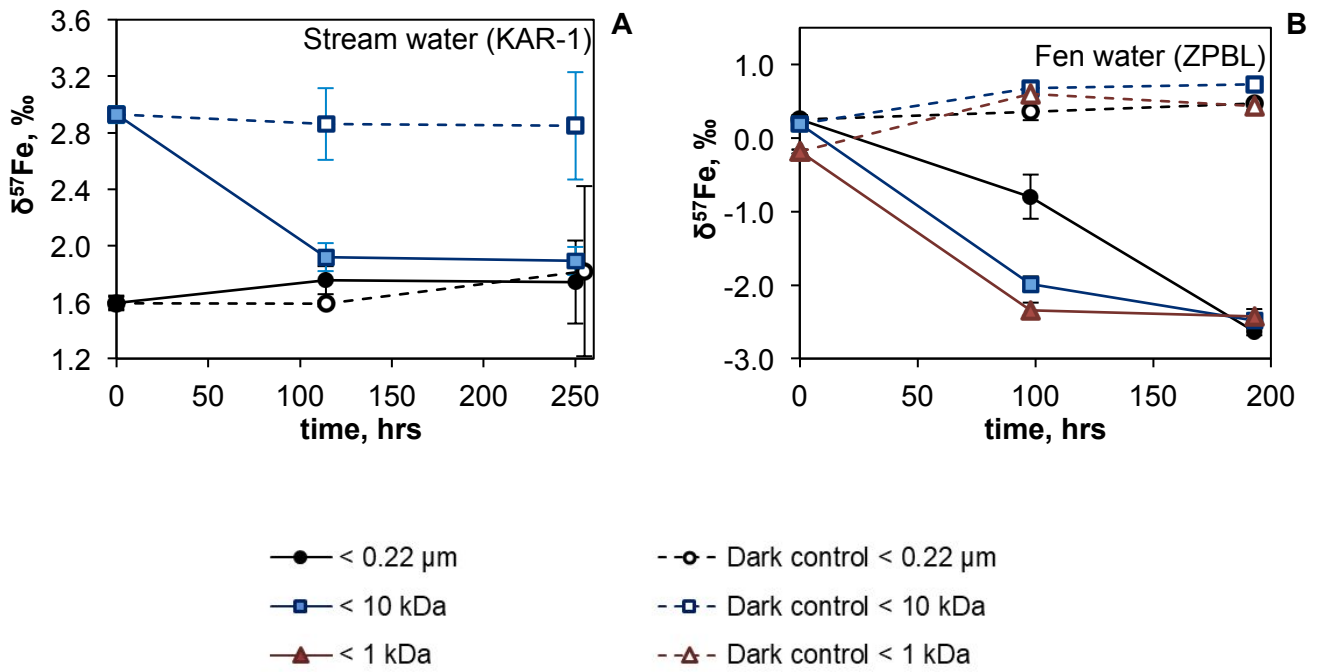 A
Stream water (KAR-1)
δ⁵⁷Fe, ‰
3.6
3.2
2.8
2.4
2.0
1.6
1.2
0 50 100 150 200 250
time, hrs
B
Fen water (ZPBL)
δ⁵⁷Fe, ‰
1.0
0.0
-1.0
-2.0
-3.0
0 50 100 150 200
time, hrs
< 0.22 µm
< 10 kDa
< 1 kDa
Dark control < 0.22 µm
Dark control < 10 kDa
Dark control < 1 kDa